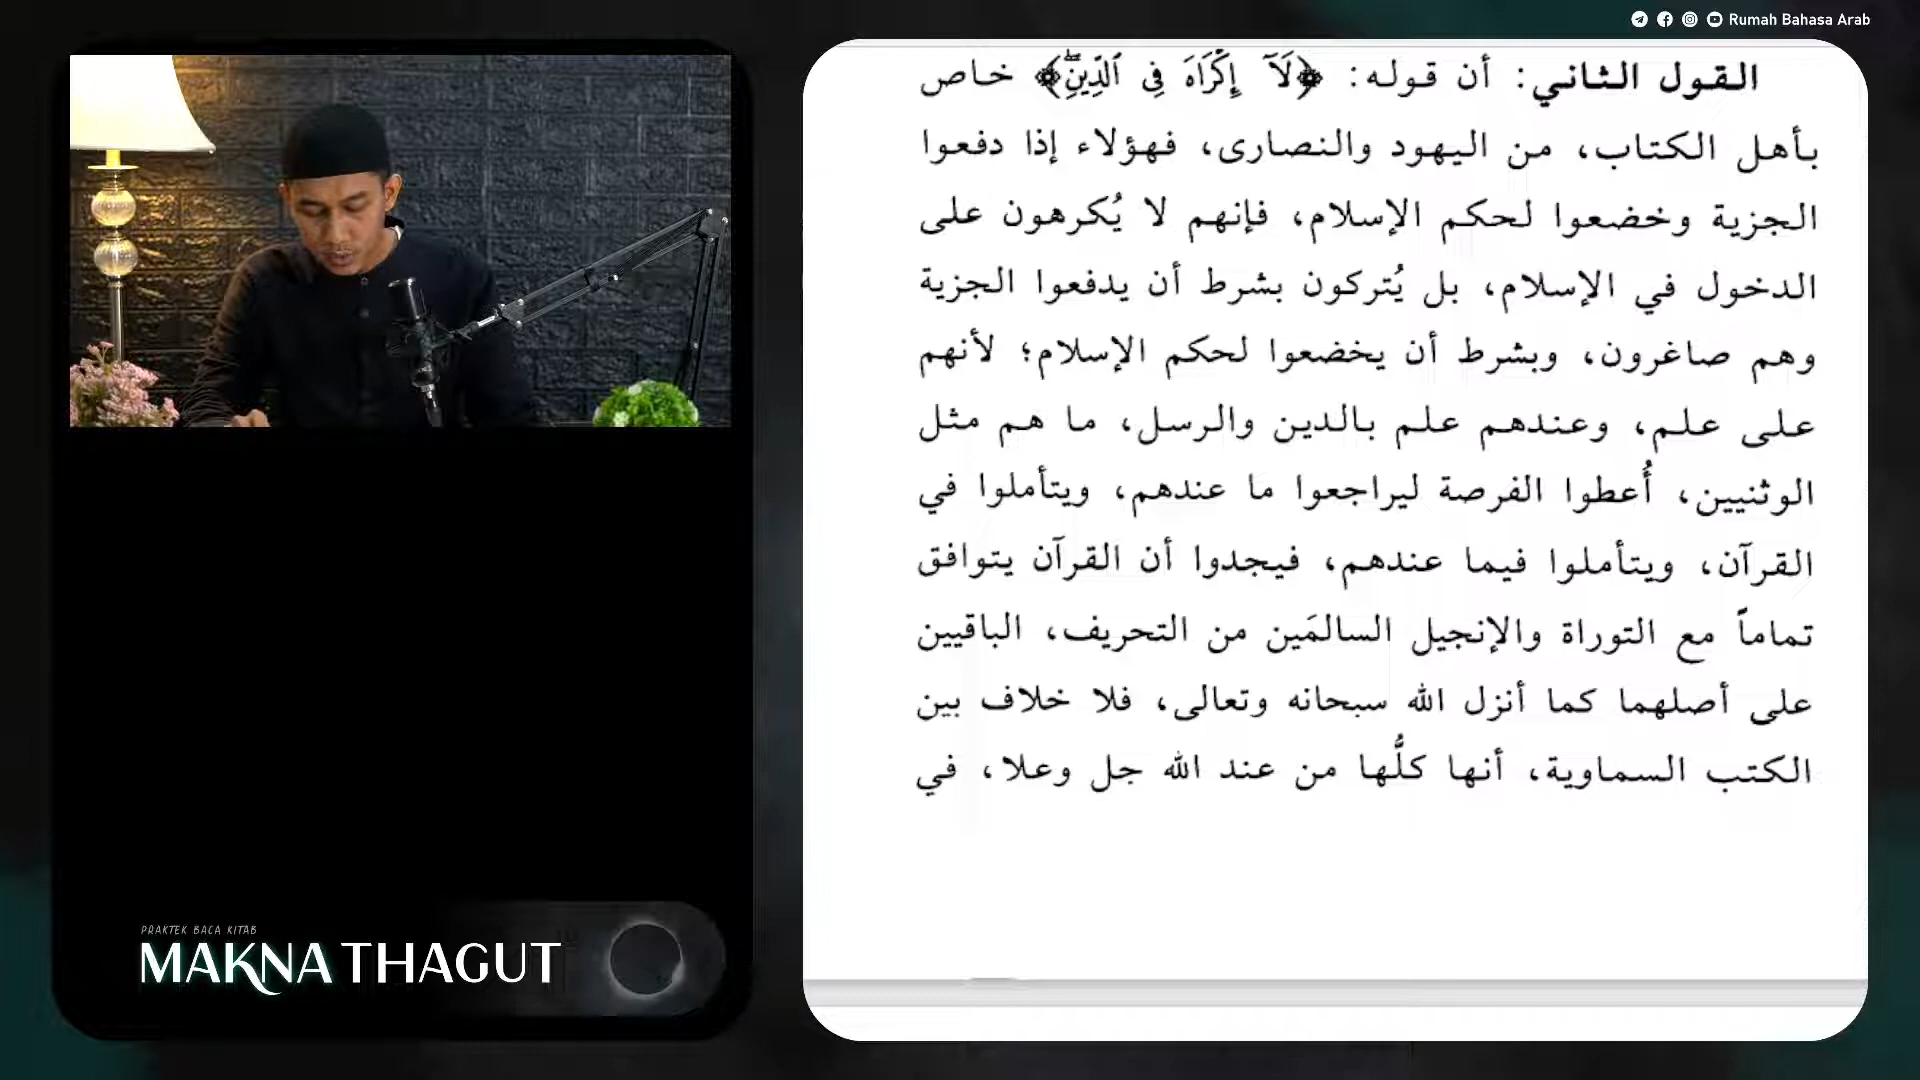 Rumah Bahasa Arab
القول الثاني: أن قوله: ﴿لَآ إِكْرَاهَ فِى ٱلدِّينِۖ﴾ خاص
بأهل الكتاب، من اليهود والنصارى، فهؤلاء إذا دفعوا
الجزية وخضعوا لحكم الإسلام، فإنهم لا يُكرهون على
الدخول في الإسلام، بل يُتركون بشرط أن يدفعوا الجزية
وهم صاغرون، وبشرط أن يخضعوا لحكم الإسلام؛ لأنهم
على علم، وعندهم علم بالدين والرسل، ما هم مثل
الوثنيين، أُعطوا الفرصة ليراجعوا ما عندهم، ويتأملوا في
القرآن، ويتأملوا فيما عندهم، فيجدوا أن القرآن يتوافق
تماماً مع التوراة والإنجيل السالمَين من التحريف، الباقيين
على أصلهما كما أنزل الله سبحانه وتعالى، فلا خلاف بين
الكتب السماوية، أنها كلُّها من عند الله جل وعلا، في
PRAKTEK BACA KITAB
MAKNA THAGUT